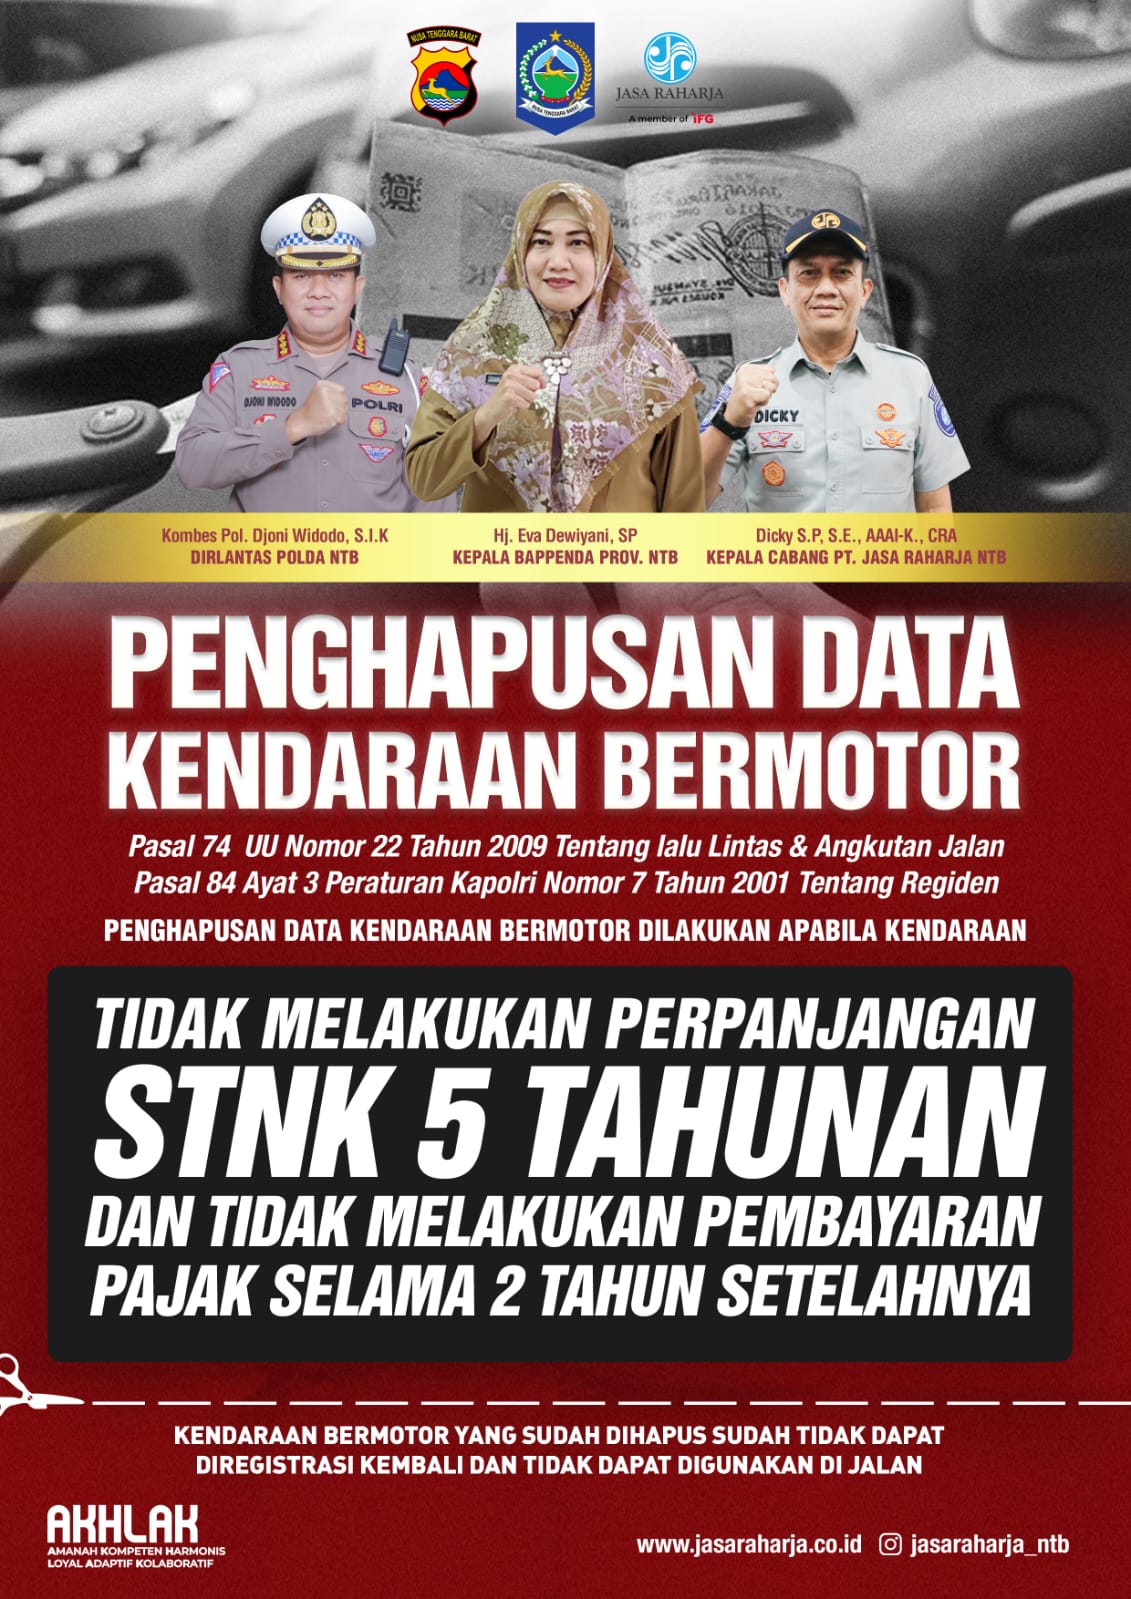 NUSA TENGGARA BARAT
NUSA TENGGARA BARAT
JASA RAHARJA
A member of IFG
JAKARTA
DJONI WIDODO
POLRI
DICKY
Kombes Pol. Djoni Widodo, S.I.K
DIRLANTAS POLDA NTB
Hj. Eva Dewiyani, SP
KEPALA BAPPENDA PROV. NTB
Dicky S.P, S.E., AAAI-K., CRA
KEPALA CABANG PT. JASA RAHARJA NTB
PENGHAPUSAN DATA
KENDARAAN BERMOTOR
Pasal 74 UU Nomor 22 Tahun 2009 Tentang lalu Lintas & Angkutan Jalan
Pasal 84 Ayat 3 Peraturan Kapolri Nomor 7 Tahun 2001 Tentang Regiden
PENGHAPUSAN DATA KENDARAAN BERMOTOR DILAKUKAN APABILA KENDARAAN
TIDAK MELAKUKAN PERPANJANGAN
STNK 5 TAHUNAN
DAN TIDAK MELAKUKAN PEMBAYARAN
PAJAK SELAMA 2 TAHUN SETELAHNYA
KENDARAAN BERMOTOR YANG SUDAH DIHAPUS SUDAH TIDAK DAPAT
DIREGISTRASI KEMBALI DAN TIDAK DAPAT DIGUNAKAN DI JALAN
AKHLAK
AMANAH KOMPETEN HARMONIS
LOYAL ADAPTIF KOLABORATIF
www.jasaraharja.co.id
jasaraharja_ntb